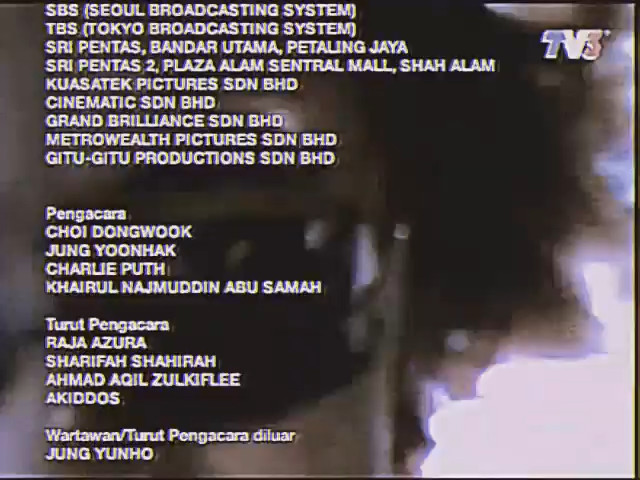 SBS (SEOUL BROADCASTING SYSTEM)
TBS (TOKYO BROADCASTING SYSTEM)
SRI PENTAS, BANDAR UTAMA, PETALING JAYA
SRI PENTAS 2, PLAZA ALAM SENTRAL MALL, SHAH ALAM
KUASATEK PICTURES SDN BHD
CINEMATIC SDN BHD
GRAND BRILLIANCE SDN BHD
METROWEALTH PICTURES SDN BHD
GITU-GITU PRODUCTIONS SDN BHD
TV3
Pengacara
CHOI DONGWOOK
JUNG YOONHAK
CHARLIE PUTH
KHAIRUL NAJMUDDIN ABU SAMAH
Turut Pengacara
RAJA AZURA
SHARIFAH SHAHIRAH
AHMAD AQIL ZULKIFLEE
AKIDDOS
Wartawan/Turut Pengacara diluar
JUNG YUNHO